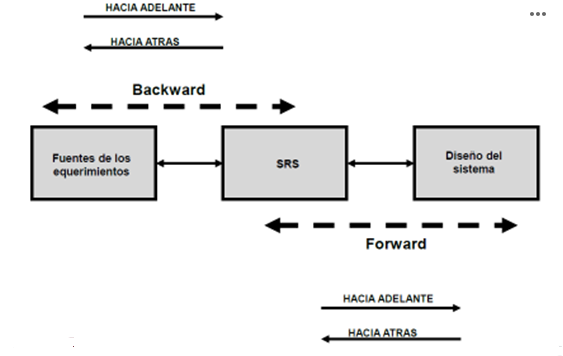 HACIA ADELANTE
HACIA ATRAS
Backward
Fuentes de los
equerimientos
SRS
Diseño del
sistema
Forward
HACIA ADELANTE
HACIA ATRAS